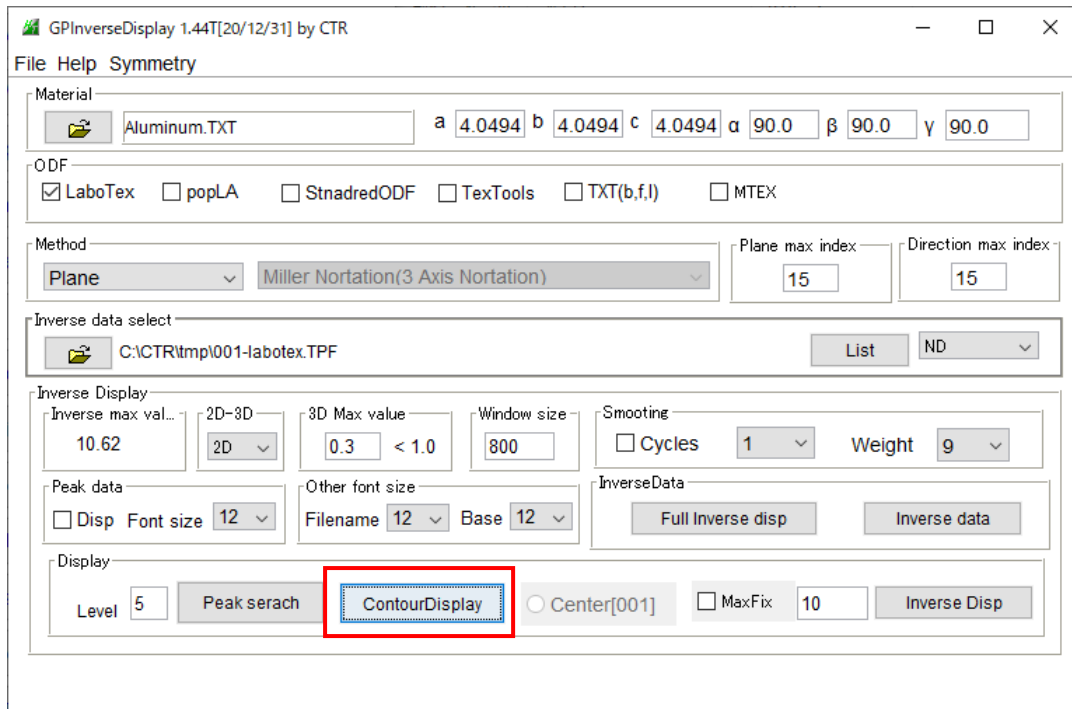 GPInverseDisplay 1.44T[20/12/31] by CTR
File Help Symmetry
Material
Aluminum.TXT a 4.0494 b 4.0494 c 4.0494 α 90.0 β 90.0 γ 90.0
ODF
LaboTex popLA StnadredODF TexTools TXT(b,f,I) MTEX
Method Plane max index Direction max index
Plane Miller Nortation(3 Axis Nortation) 15 15
Inverse data select
C:\CTR\tmp\001-labotex.TPF List ND
Inverse Display
Inverse max val... 2D-3D 3D Max value Window size Smooting
10.62 2D 0.3 < 1.0 800 Cycles 1 Weight 9
Peak data Other font size InverseData
Disp Font size 12 Filename 12 Base 12 Full Inverse disp Inverse data
Display
Level 5 Peak serach ContourDisplay Center[001] MaxFix 10 Inverse Disp